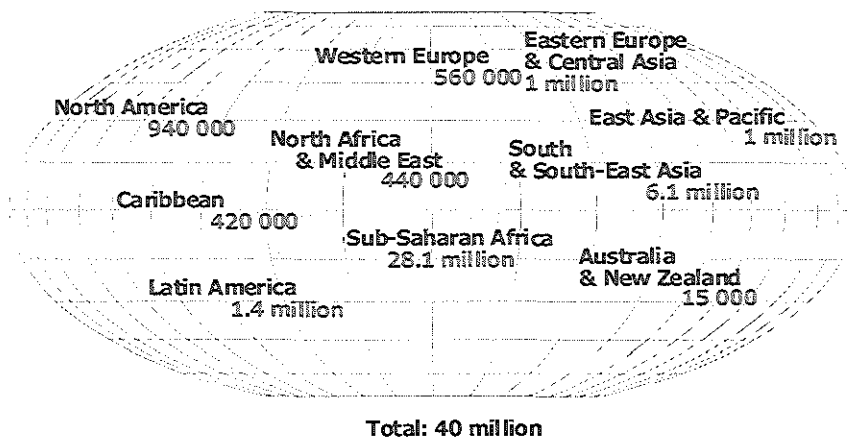 Western Europe
560 000
Eastern Europe
& Central Asia
1 million
North America
940 000
East Asia & Pacific
1 million
North Africa
& Middle East
440 000
South
& South-East Asia
6.1 million
Caribbean
420 000
Sub-Saharan Africa
28.1 million
Australia
& New Zealand
15 000
Latin America
1.4 million
Total: 40 million